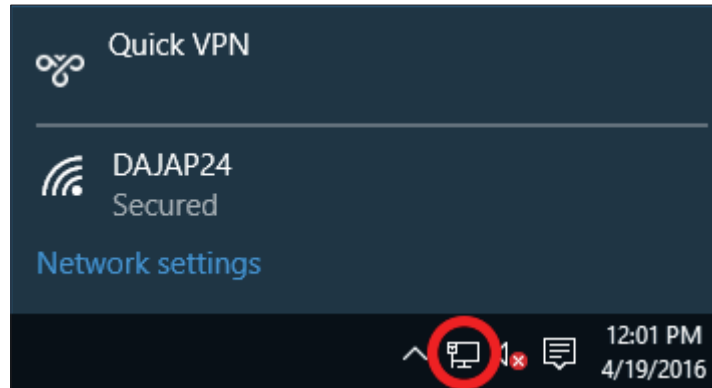 Quick VPN
DAJAP24
Secured
Network settings
12:01 PM
4/19/2016